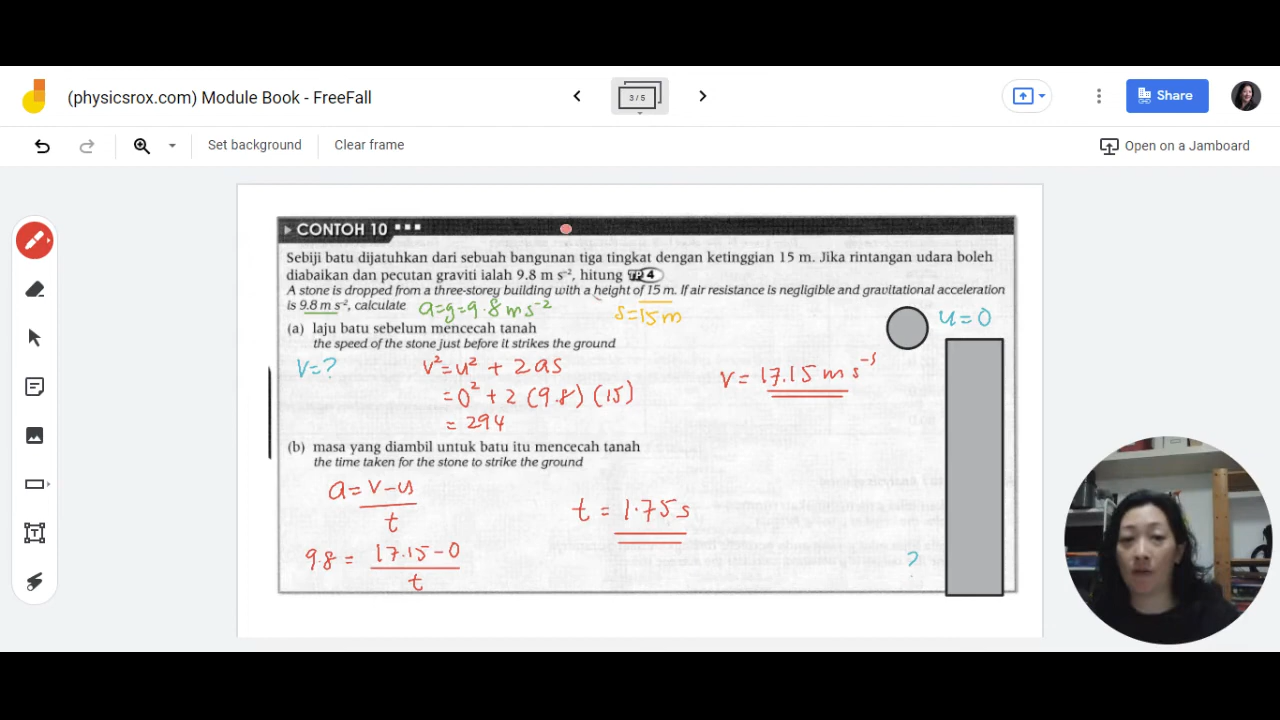 (physicsrox.com) Module Book - FreeFall
3 / 5
Share
Set background
Clear frame
Open on a Jamboard
CONTOH 10
Sebiji batu dijatuhkan dari sebuah bangunan tiga tingkat dengan ketinggian 15 m. Jika rintangan udara boleh
diabaikan dan pecutan graviti ialah 9.8 m s⁻², hitung TP 4
A stone is dropped from a three-storey building with a height of 15 m. If air resistance is negligible and gravitational acceleration
is 9.8 m s⁻², calculate a=g=9.8 m s⁻² s=15m
(a) laju batu sebelum mencecah tanah
u=0
the speed of the stone just before it strikes the ground
V=?
v² = u² + 2as
= 0² + 2 (9.8) (15)
= 294
v = 17.15 m s⁻¹
(b) masa yang diambil untuk batu itu mencecah tanah
the time taken for the stone to strike the ground
a = v-u
t
9.8 = 17.15 - 0
t
t = 1.75 s
?